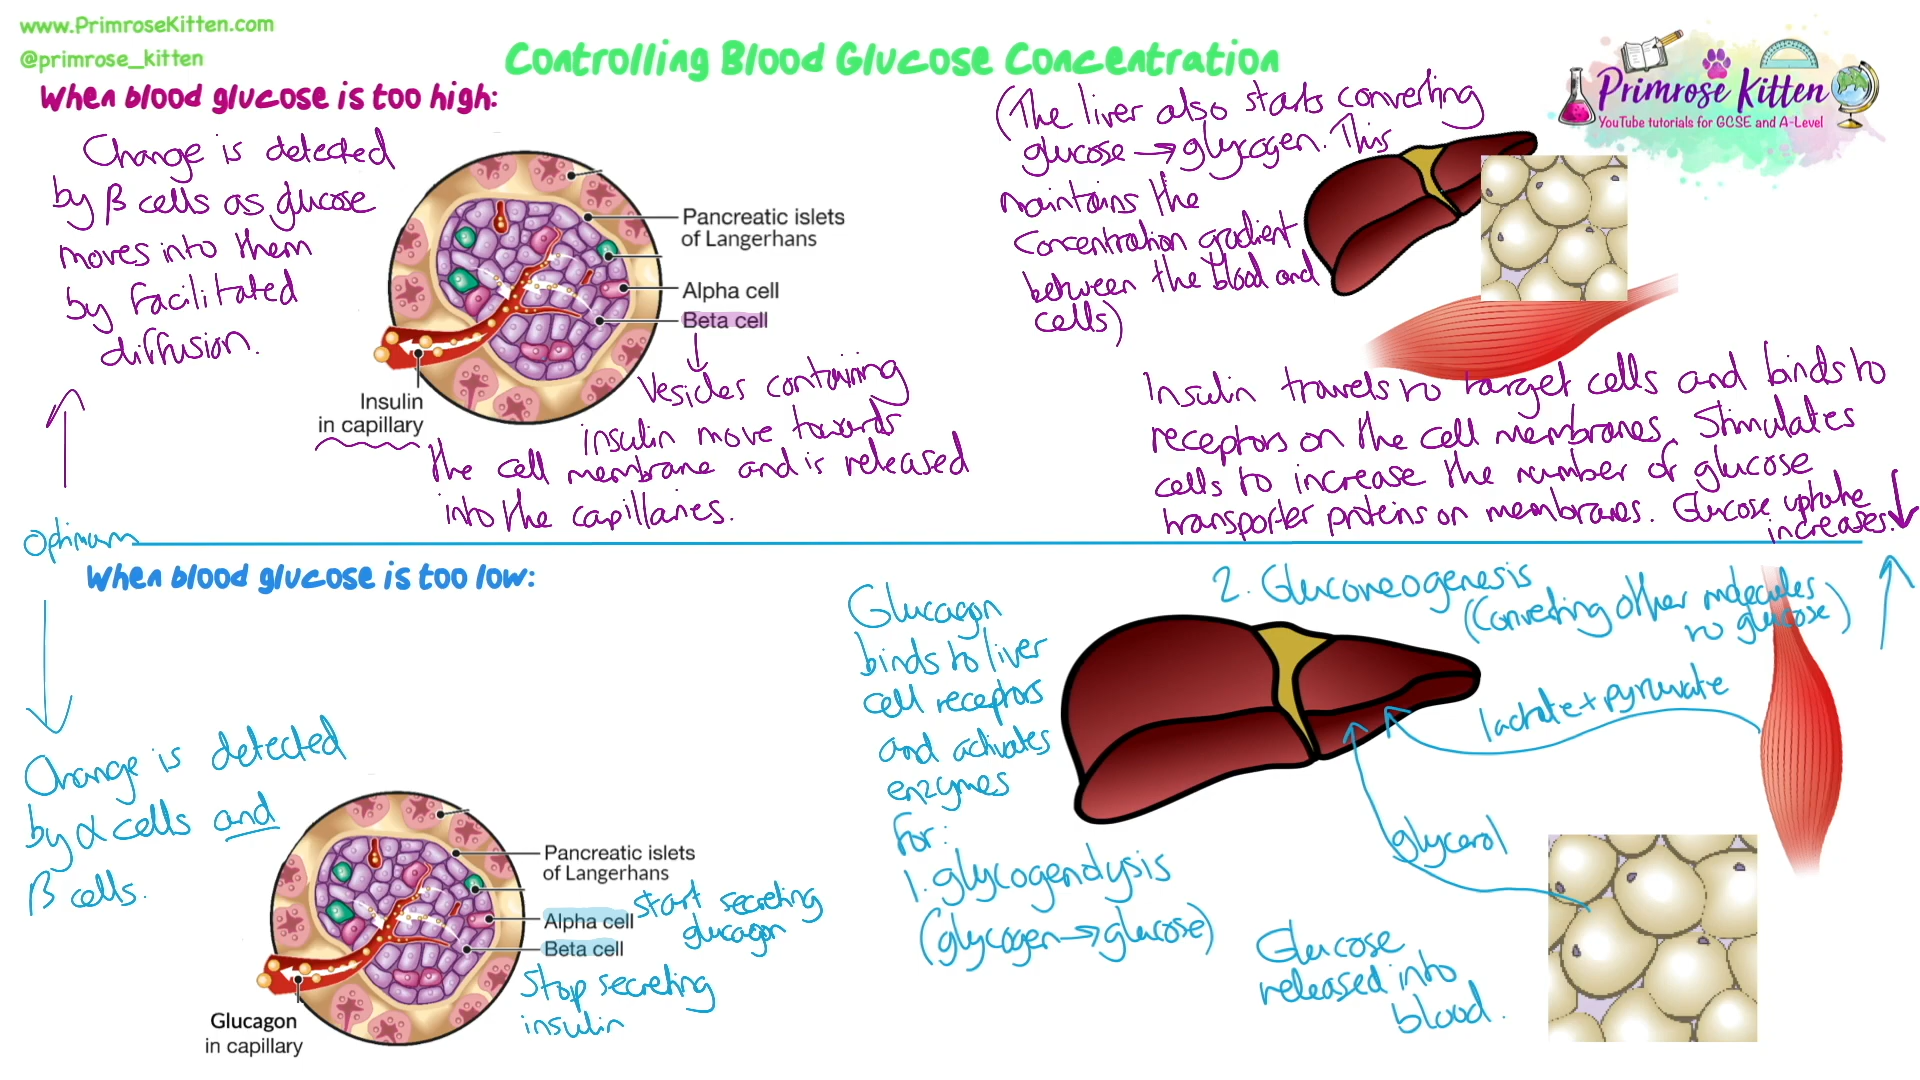 www.PrimroseKitten.com
@primrose_kitten
Controlling Blood Glucose Concentration
Primrose Kitten
YouTube tutorials for GCSE and A-Level
When blood glucose is too high:
Change is detected
by β cells as glucose
moves into them
by facilitated
diffusion.
Pancreatic islets
of Langerhans
Alpha cell
Beta cell
Insulin
in capillary
Vesicles containing
insulin move towards
the cell membrane and is released
into the capillaries.
(The liver also starts converting
glucose → glycogen. This
maintains the
concentration gradient
between the blood and
cells)
Insulin travels to target cells and binds to
receptors on the cell membranes. Stimulates
cells to increase the number of glucose
transporter proteins on membranes. Glucose uptake
increases.
Optimum
When blood glucose is too low:
Change is detected
by α cells and
β cells.
Pancreatic islets
of Langerhans
Alpha cell
start secreting
glucagon
Beta cell
Stop secreting
insulin
Glucagon
in capillary
Glucagon
binds to liver
cell receptors
and activates
enzymes
for:
1. glycogenolysis
(glycogen → glucose)
2. Gluconeogenesis
(converting other molecules
to glucose)
lactate + pyruvate
glycerol
Glucose
released into
blood.